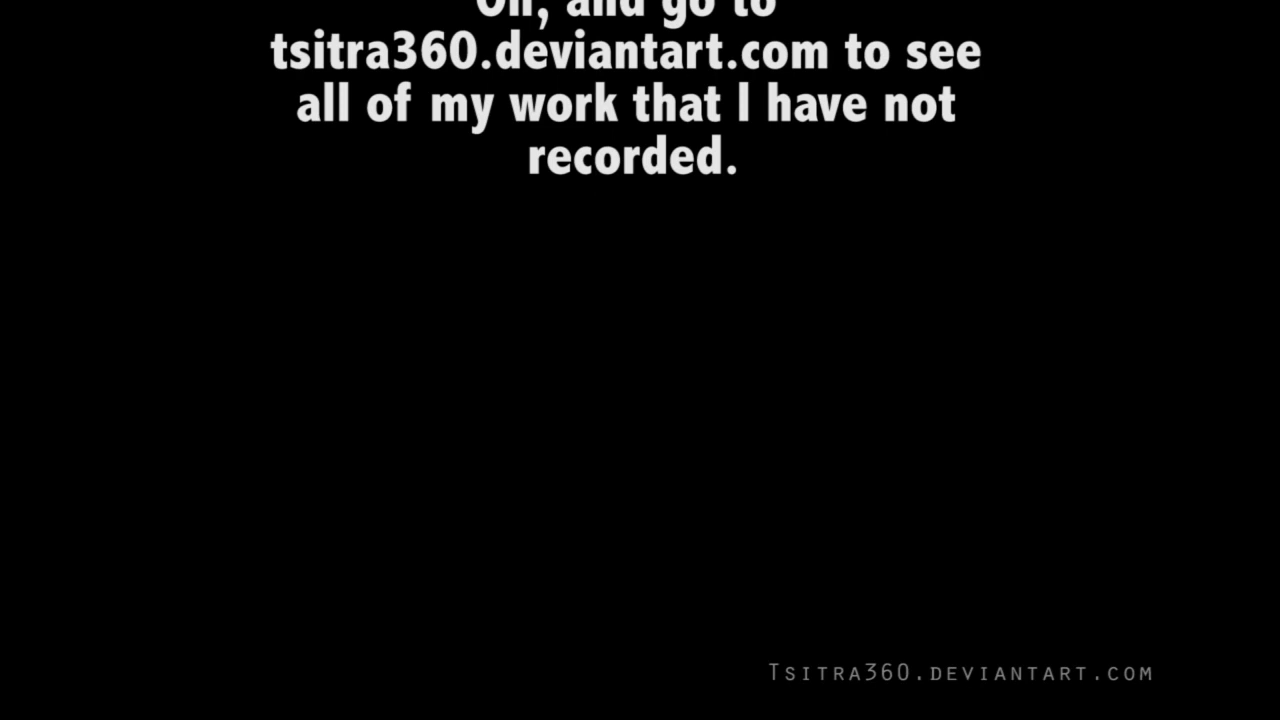 Oh, and go to
tsitra360.deviantart.com to see
all of my work that I have not
recorded.
Tsitra360.deviantart.com